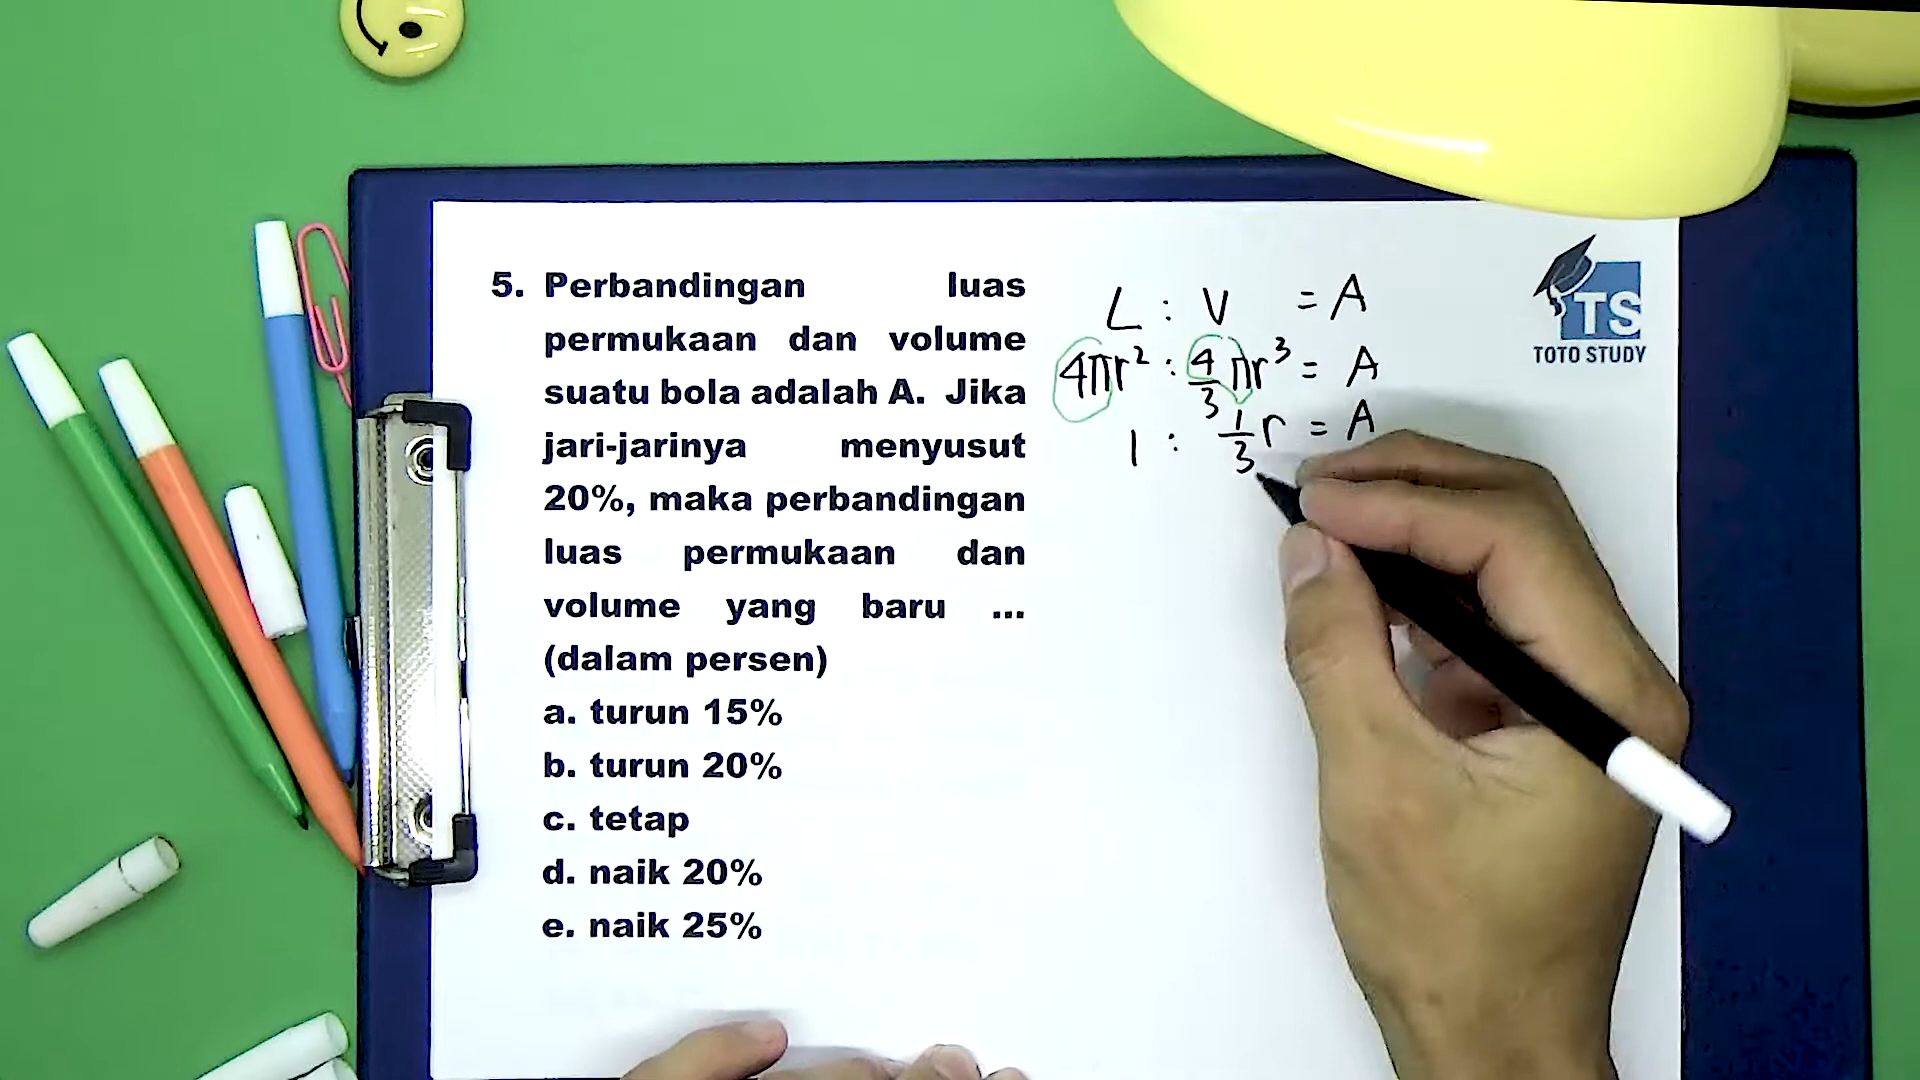 5. Perbandingan luas
permukaan dan volume
suatu bola adalah A. Jika
jari-jarinya menyusut
20%, maka perbandingan
luas permukaan dan
volume yang baru ...
(dalam persen)
a. turun 15%
b. turun 20%
c. tetap
d. naik 20%
e. naik 25%
L : V = A
4πr² : 4/3 πr³ = A
1 : 1/3 r = A
TS
TOTO STUDY